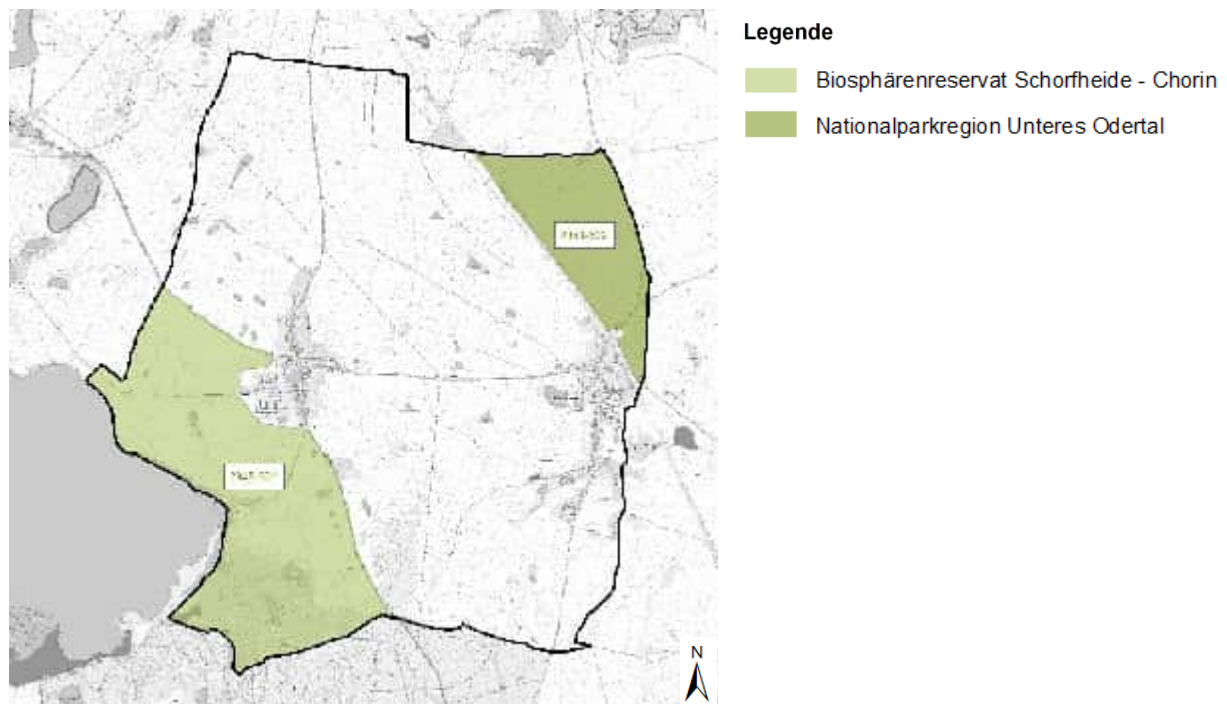 Legende
Biosphärenreservat Schorfheide - Chorin
Nationalparkregion Unteres Odertal
N